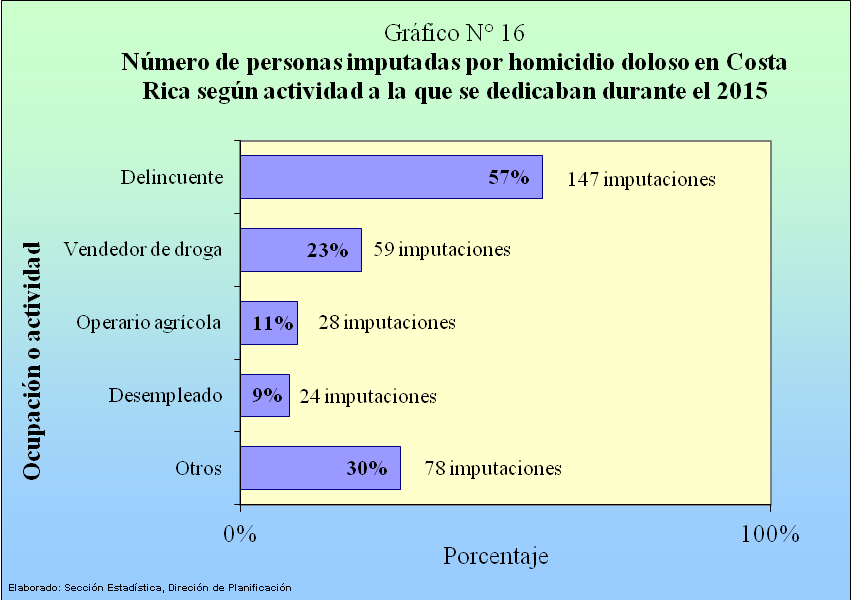 Gráfico N° 16
Número de personas imputadas por homicidio doloso en Costa
Rica según actividad a la que se dedicaban durante el 2015
Ocupación o actividad
Delincuente
57%
147 imputaciones
Vendedor de droga
23%
59 imputaciones
Operario agrícola
11%
28 imputaciones
Desempleado
9%
24 imputaciones
Otros
30%
78 imputaciones
0%
100%
Porcentaje
Elaborado: Sección Estadística, Direción de Planificación